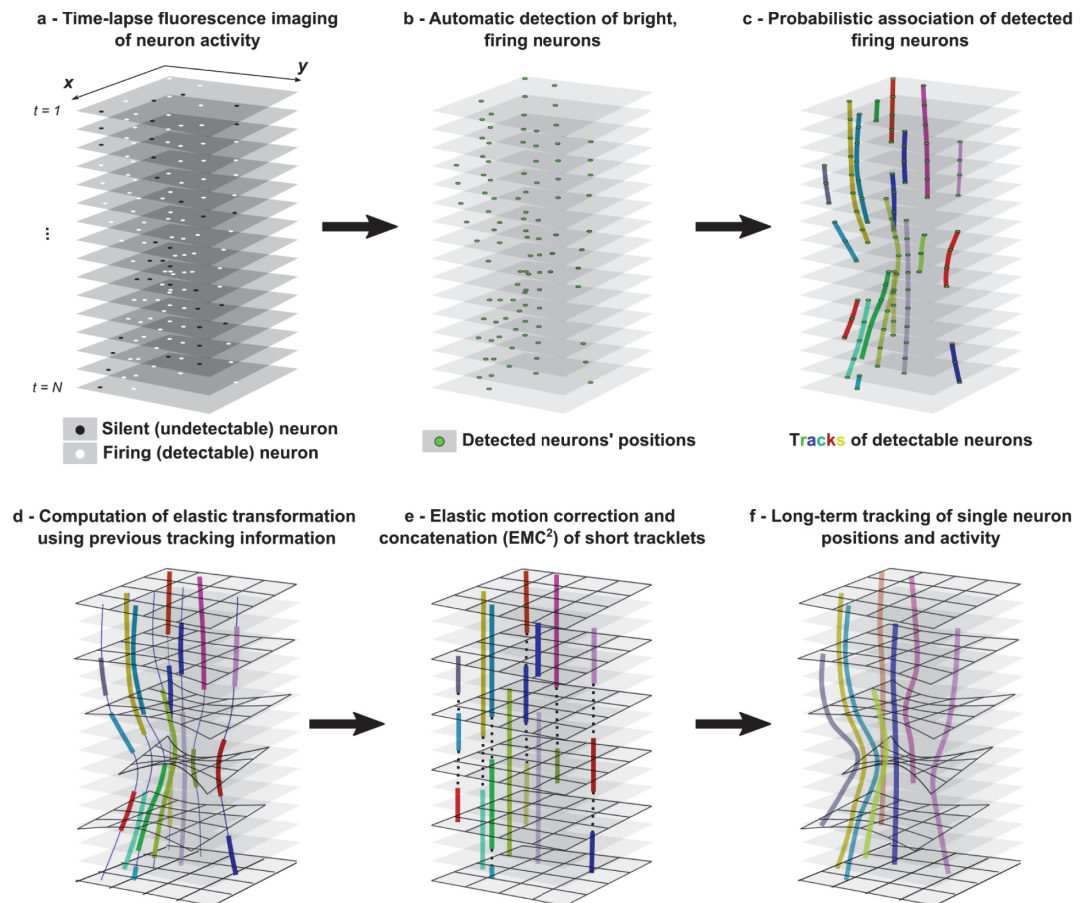 a - Time-lapse fluorescence imaging
of neuron activity
b - Automatic detection of bright,
firing neurons
c - Probabilistic association of detected
firing neurons
x
y
t = 1
...
t = N
Silent (undetectable) neuron
Firing (detectable) neuron
Detected neurons' positions
Tracks of detectable neurons
d - Computation of elastic transformation
using previous tracking information
e - Elastic motion correction and
concatenation (EMC²) of short tracklets
f - Long-term tracking of single neuron
positions and activity